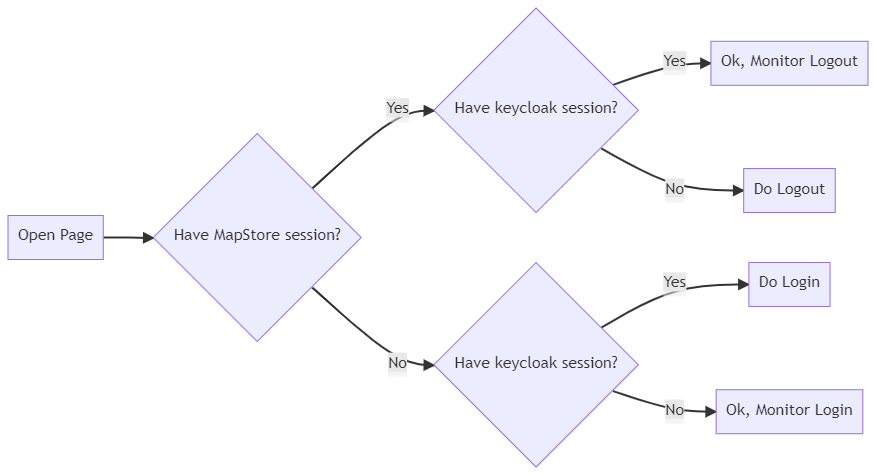 Open Page
Have MapStore session?
Yes
Have keycloak session?
Yes
Ok, Monitor Logout
No
Do Logout
No
Have keycloak session?
Yes
Do Login
No
Ok, Monitor Login